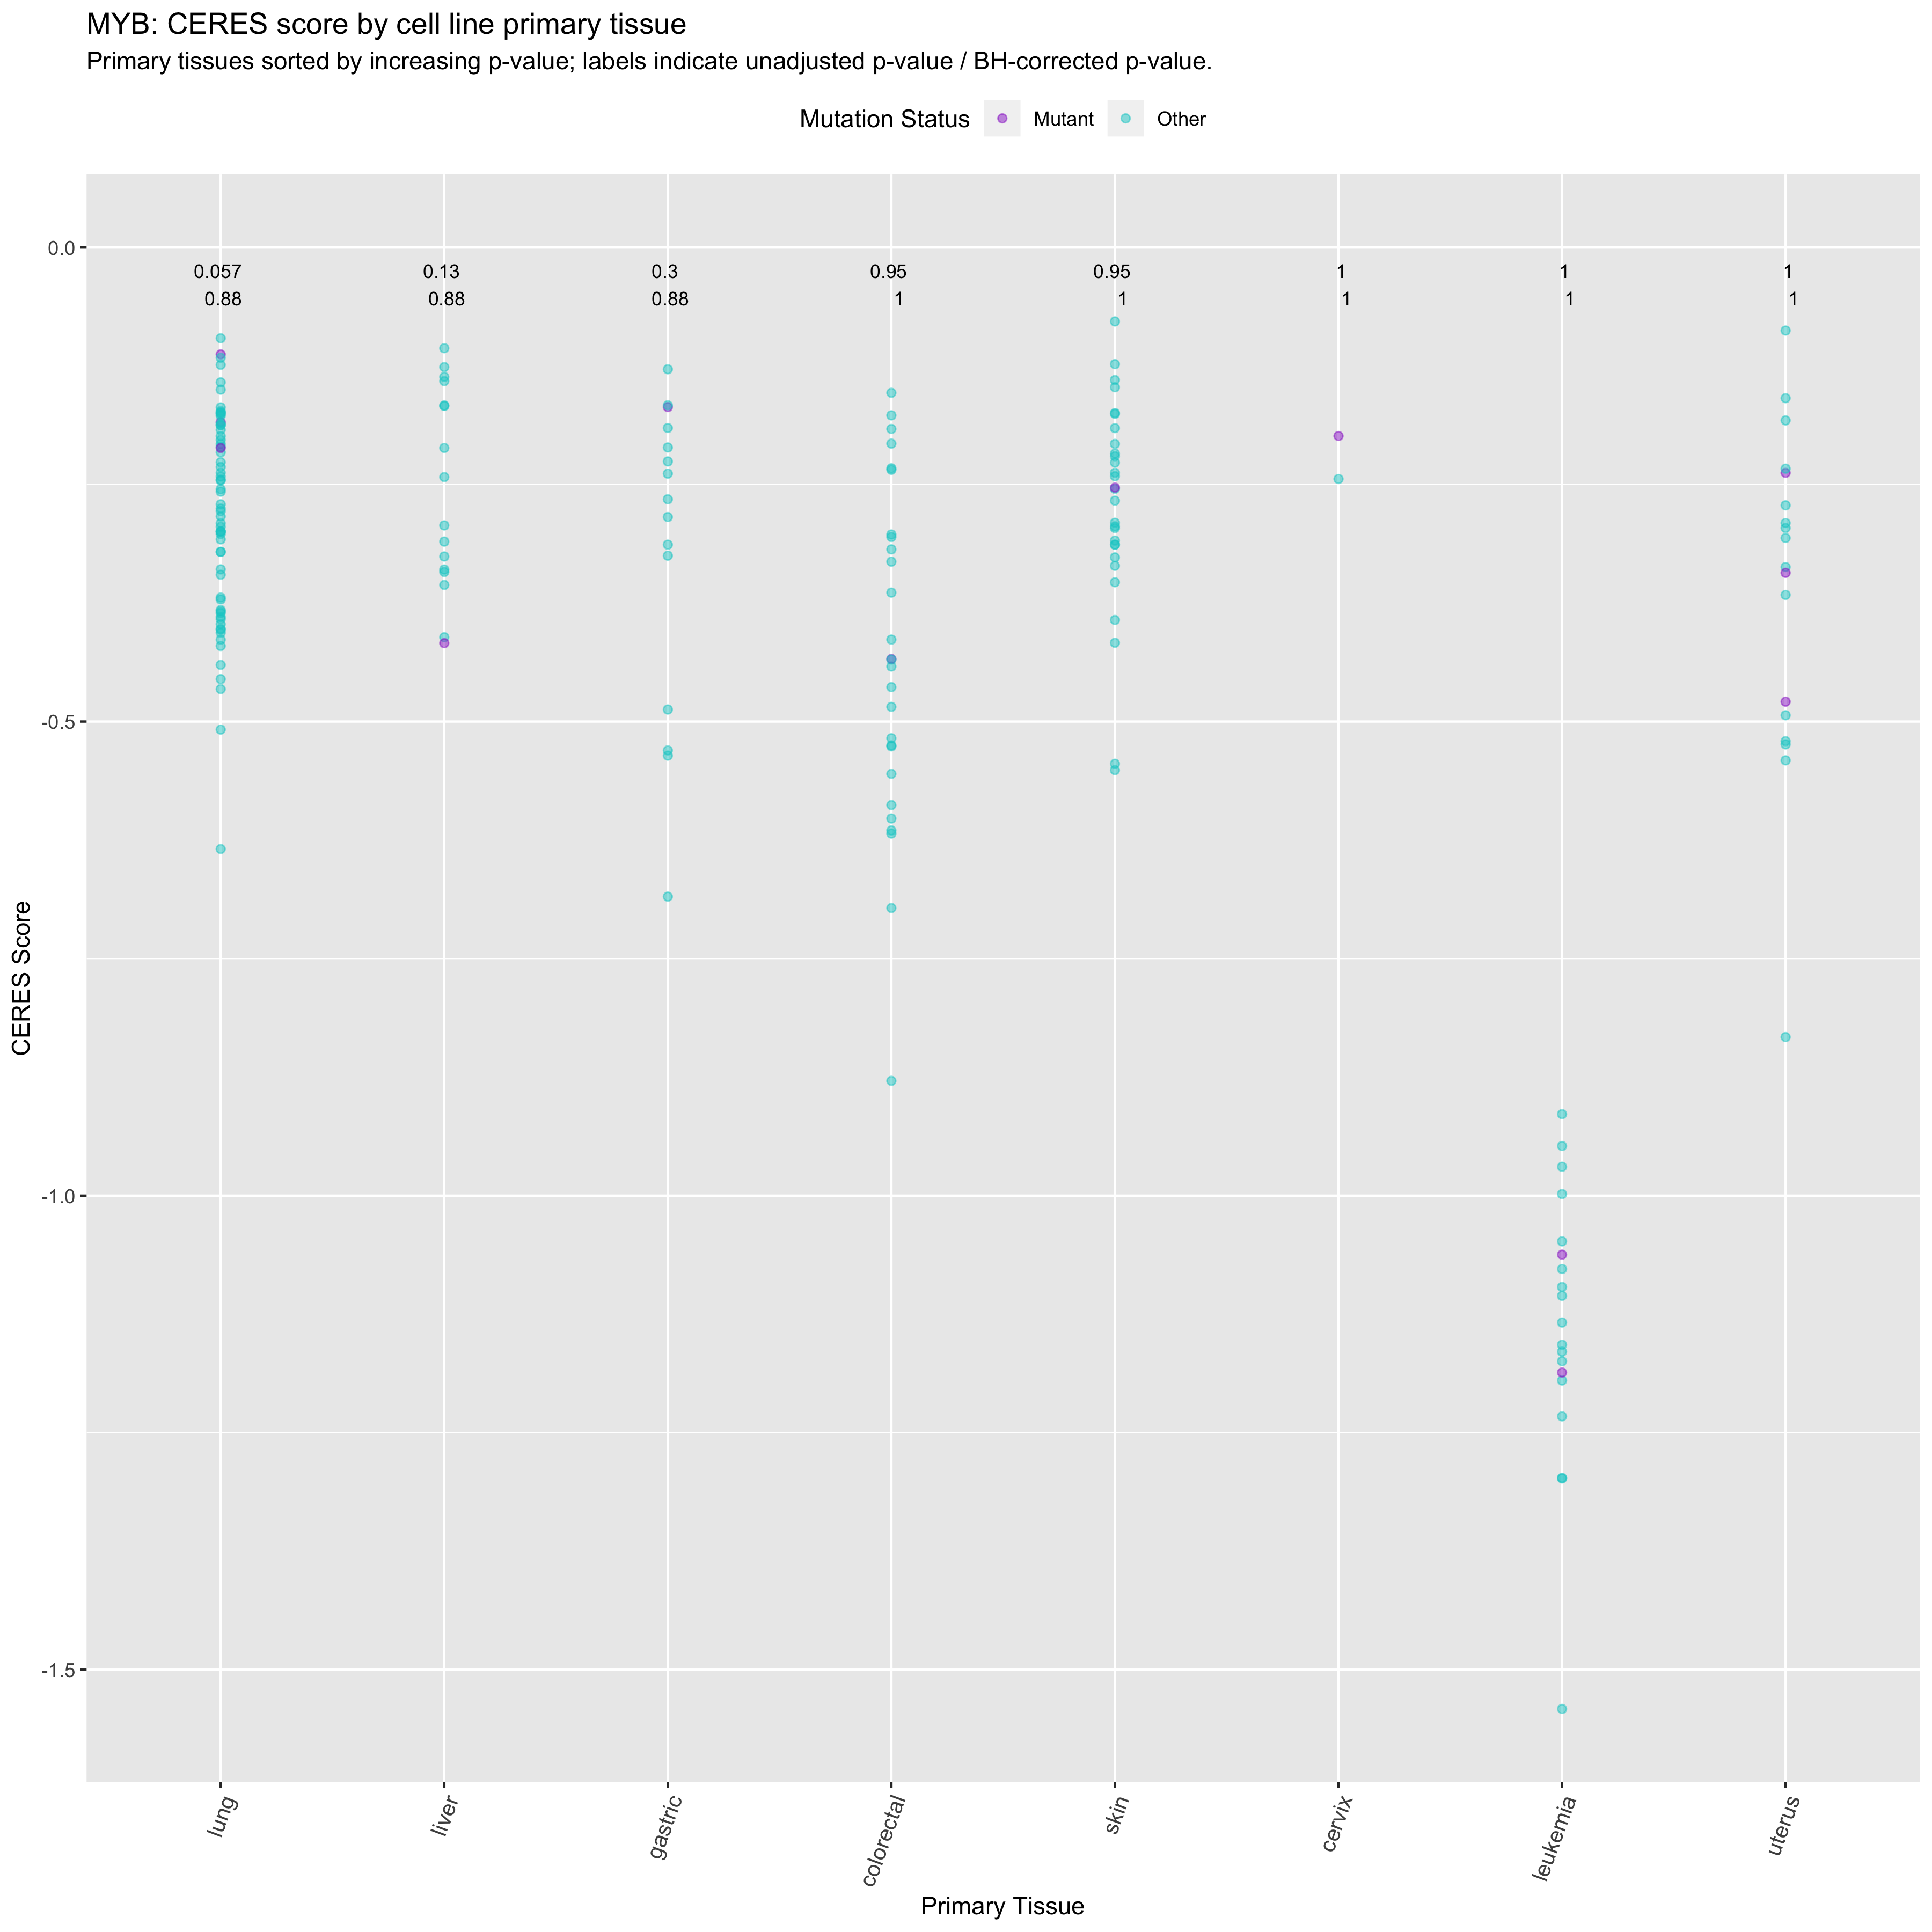 MYB: CERES score by cell line primary tissue
Primary tissues sorted by increasing p-value; labels indicate unadjusted p-value / BH-corrected p-value.
Mutation Status Mutant Other
0.0
0.057 0.13 0.3 0.95 0.95 1 1 1
0.88 0.88 0.88 1 1 1 1 1
-0.5
CERES Score
-1.0
-1.5
lung liver gastric colorectal skin cervix leukemia uterus
Primary Tissue